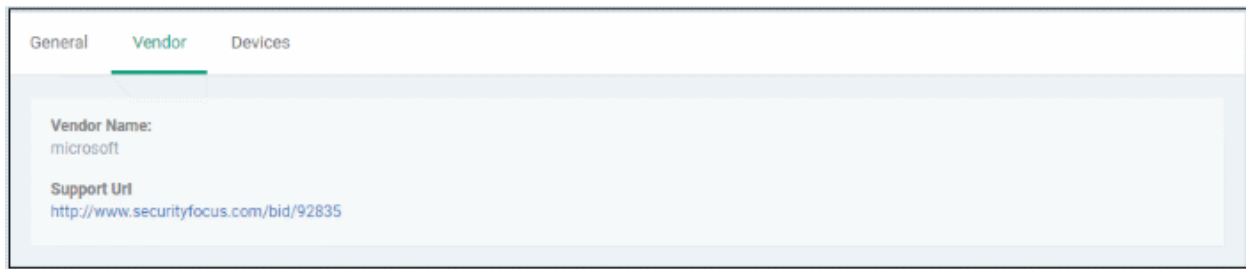 General Vendor Devices
Vendor Name:
microsoft
Support Url
http://www.securityfocus.com/bid/92835